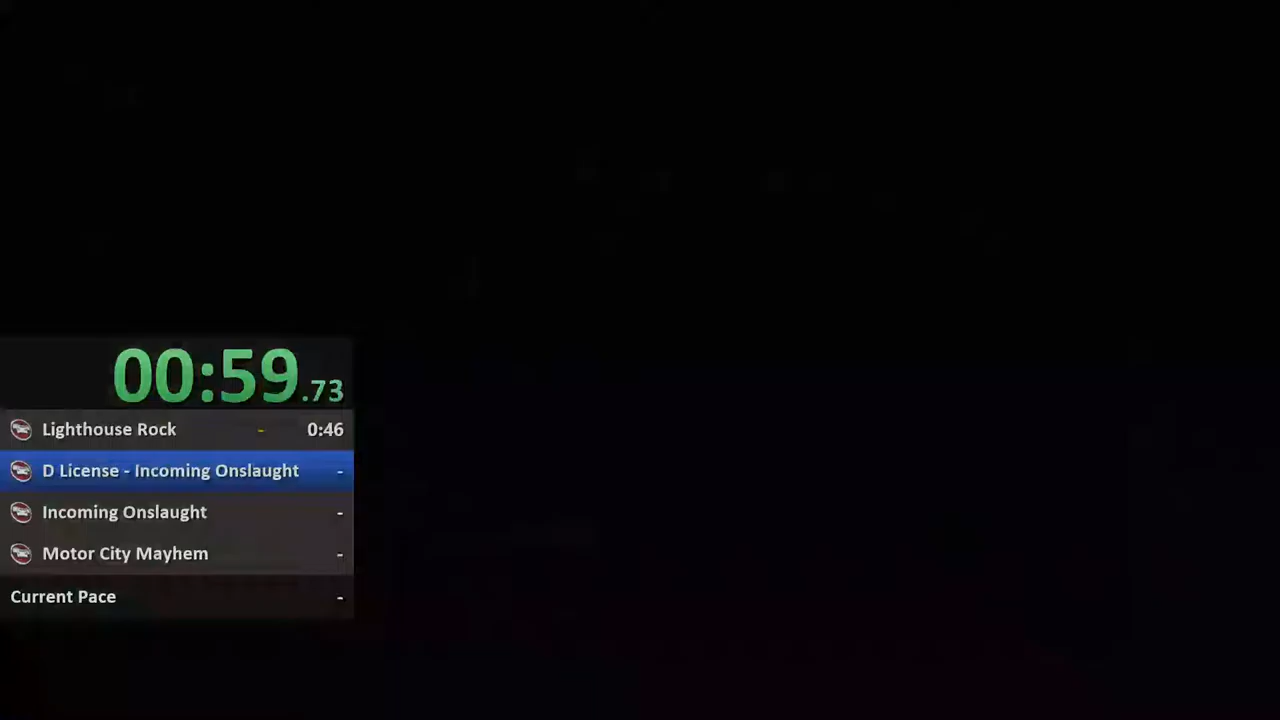 00:59.73
Lighthouse Rock - 0:46
D License - Incoming Onslaught -
Incoming Onslaught -
Motor City Mayhem -
Current Pace -